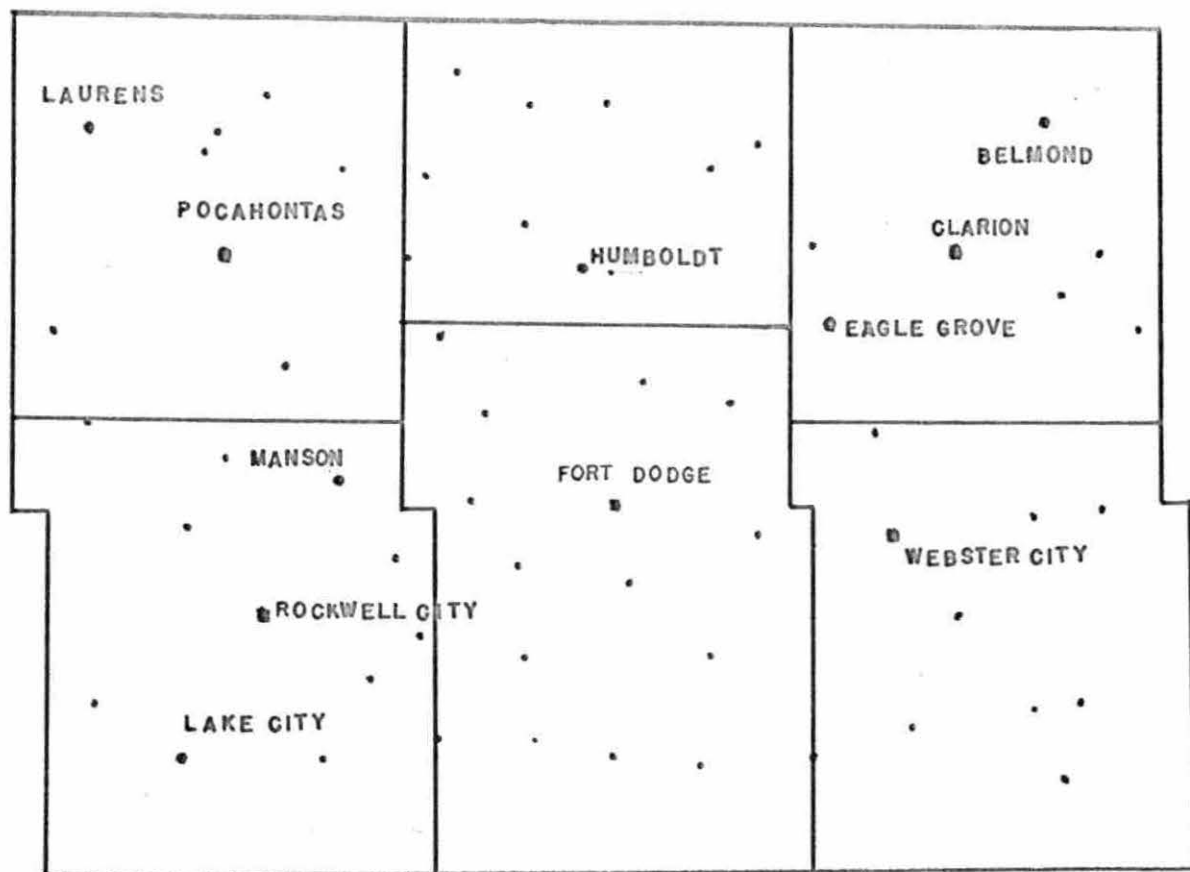 LAURENS
BELMOND
POCAHONTAS
CLARION
HUMBOLDT
EAGLE GROVE
MANSON
FORT DODGE
WEBSTER CITY
ROCKWELL CITY
LAKE CITY